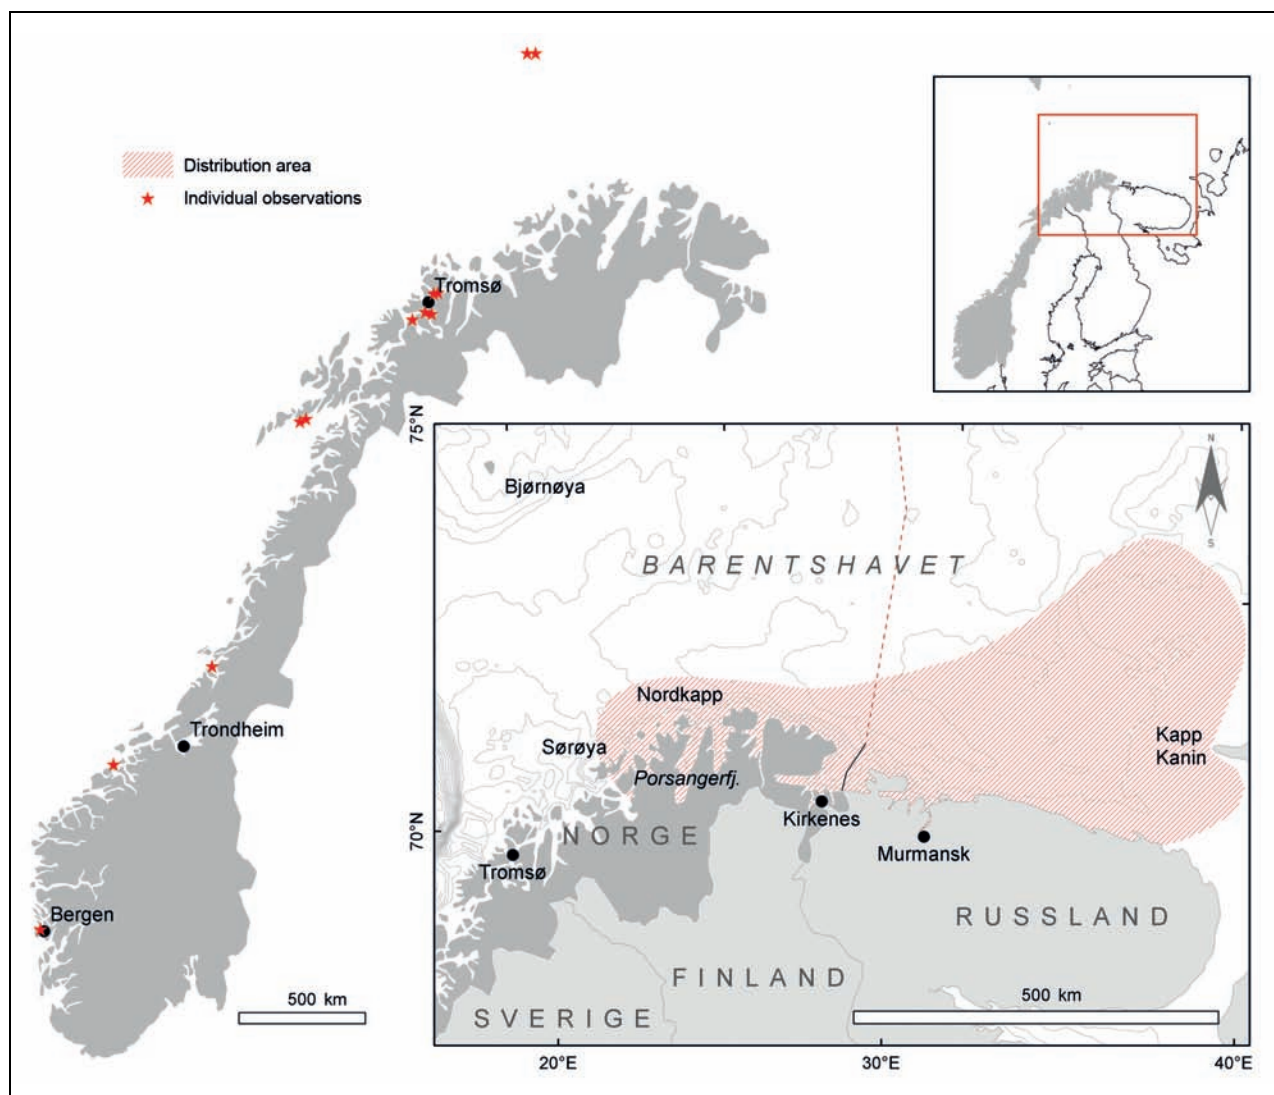 Distribution area
Individual observations
Tromsø
Trondheim
Bergen
500 km
75°N
70°N
N
S
Bjørnøya
BARENTSHAVET
Nordkapp
Sørøya
Porsangerfj.
Kapp
Kanin
Kirkenes
Murmansk
NORGE
Tromsø
RUSSLAND
FINLAND
SVERIGE
500 km
20°E
30°E
40°E